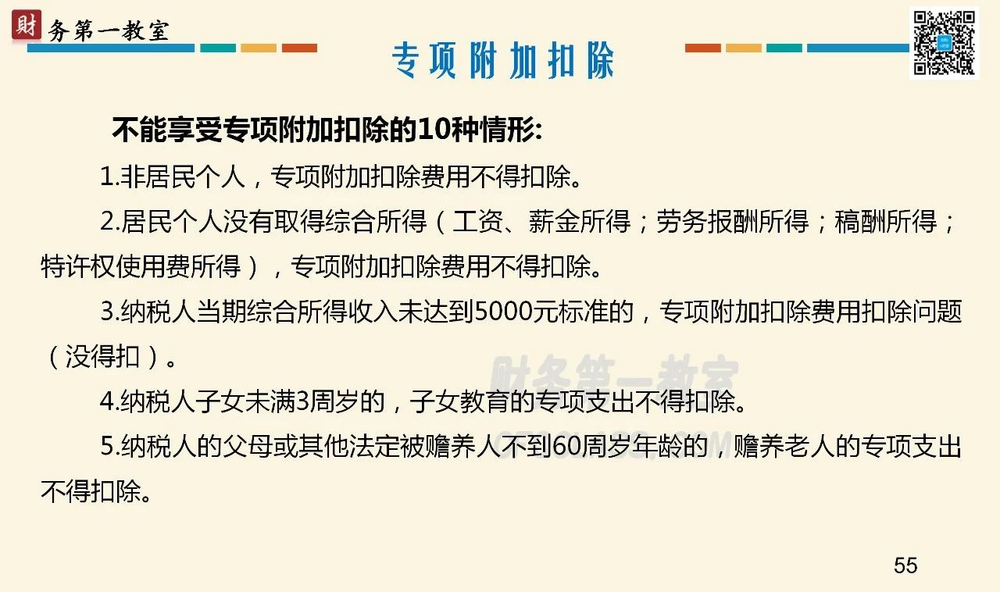 財 务第一教室
专项附加扣除
不能享受专项附加扣除的10种情形:
1.非居民个人，专项附加扣除费用不得扣除。
2.居民个人没有取得综合所得（工资、薪金所得；劳务报酬所得；稿酬所得；
特许权使用费所得），专项附加扣除费用不得扣除。
3.纳税人当期综合所得收入未达到5000元标准的，专项附加扣除费用扣除问题
（没得扣）。
财务第一教室
4.纳税人子女未满3周岁的，子女教育的专项支出不得扣除。
CFOCLASS.COM
5.纳税人的父母或其他法定被赡养人不到60周岁年龄的，赡养老人的专项支出
不得扣除。
55